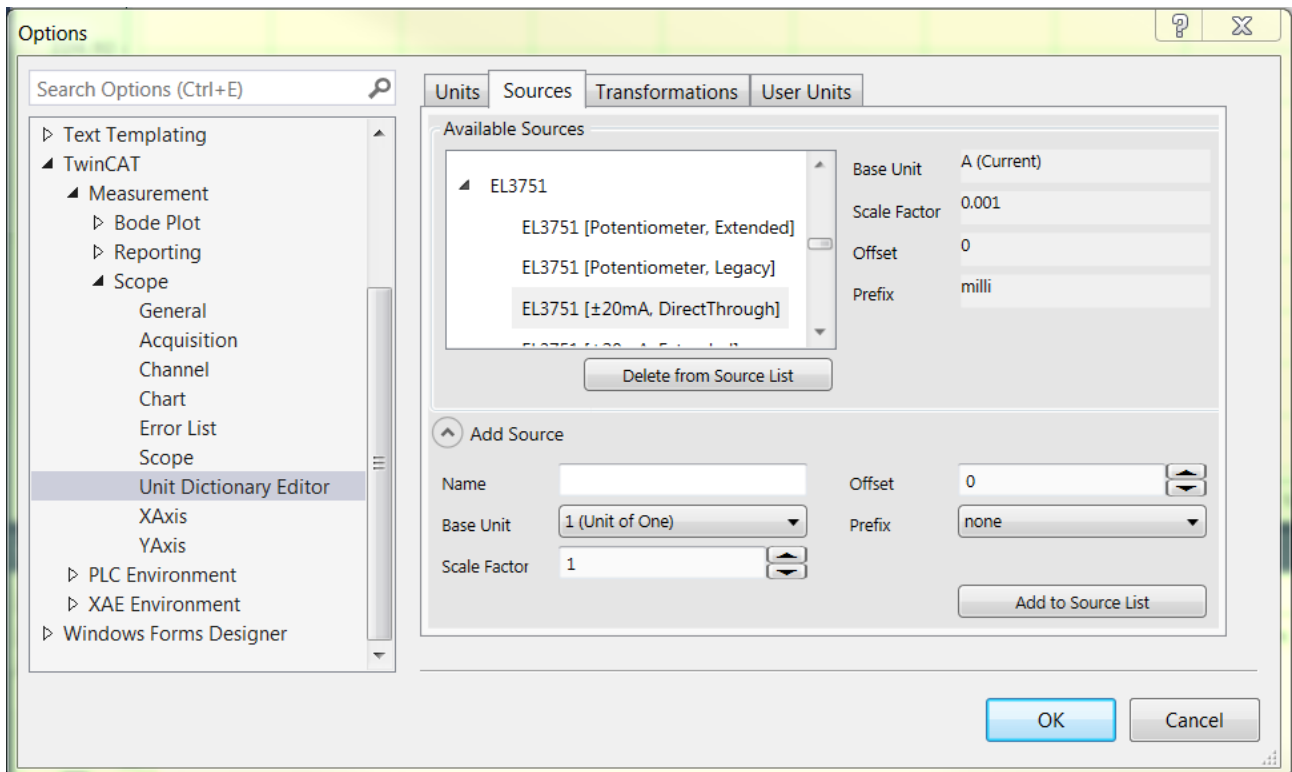 Options
Search Options (Ctrl+E)
Text Templating
TwinCAT
Measurement
Bode Plot
Reporting
Scope
General
Acquisition
Channel
Chart
Error List
Scope
Unit Dictionary Editor
XAxis
YAxis
PLC Environment
XAE Environment
Windows Forms Designer
Units Sources Transformations User Units
Available Sources
EL3751
EL3751 [Potentiometer, Extended]
EL3751 [Potentiometer, Legacy]
EL3751 [±20mA, DirectThrough]
Base Unit A (Current)
Scale Factor 0.001
Offset 0
Prefix milli
Delete from Source List
Add Source
Name
Base Unit 1 (Unit of One)
Scale Factor 1
Offset 0
Prefix none
Add to Source List
OK Cancel